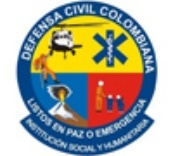 DEFENSA CIVIL COLOMBIANA
LISTOS EN PAZ O EMERGENCIA
INSTITUCIÓN SOCIAL Y HUMANITARIA